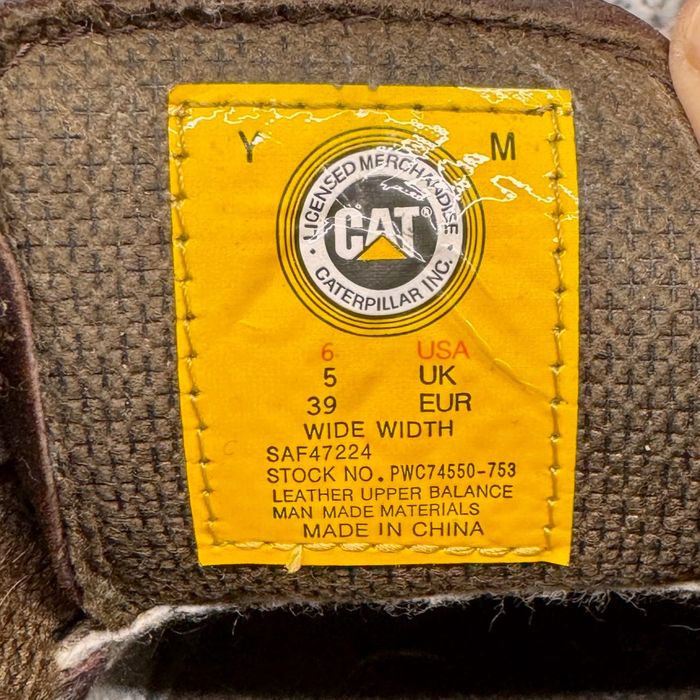 Y M
LICENSED MERCHANDISE
CAT®
CATERPILLAR INC.
6 USA
5 UK
39 EUR
WIDE WIDTH
SAF47224
STOCK NO. PWC74550-753
LEATHER UPPER BALANCE
MAN MADE MATERIALS
MADE IN CHINA